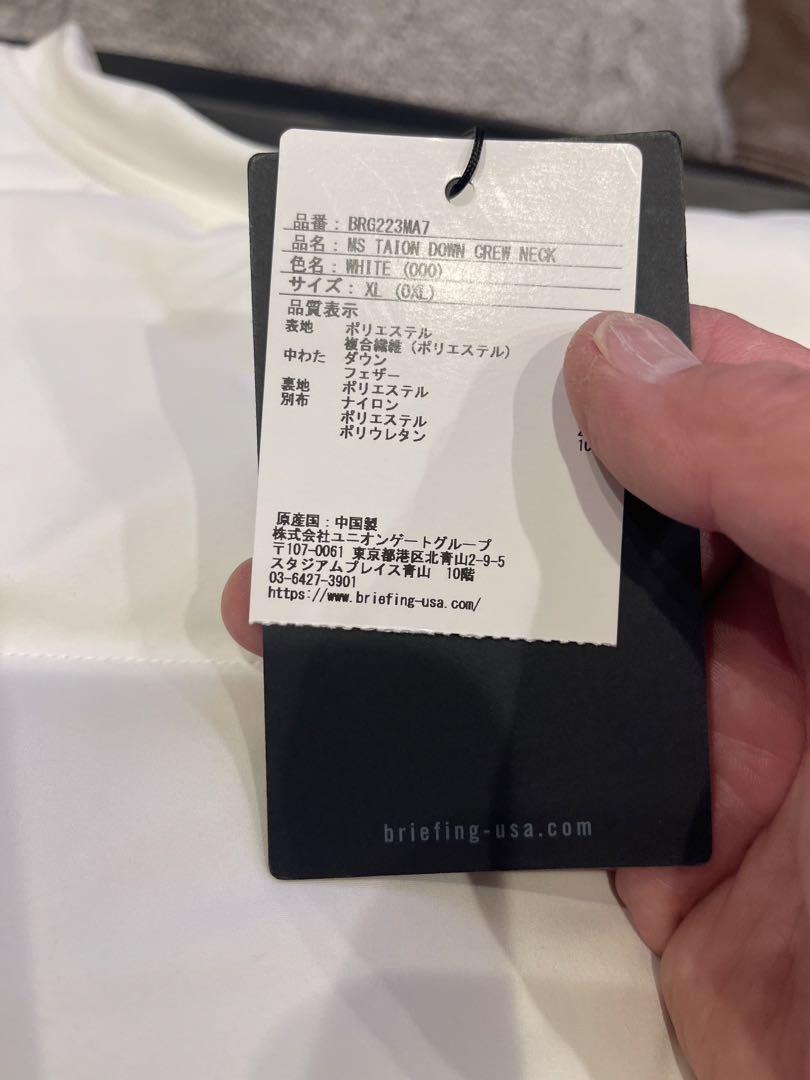 品番: BRG223MA7
品名: MS TAION DOWN CREW NECK
色名: WHITE (000)
サイズ: XL (0XL)
品質表示
表地 ポリエステル
複合繊維 (ポリエステル)
中わた ダウン
フェザー
裏地 ポリエステル
別布 ナイロン
ポリエステル
ポリウレタン
原産国：中国製
株式会社ユニオンゲートグループ
〒107-0061 東京都港区北青山2-9-5
スタジアムプレイス青山 10階
03-6427-3901
https://www.briefing-usa.com/
briefing-usa.com